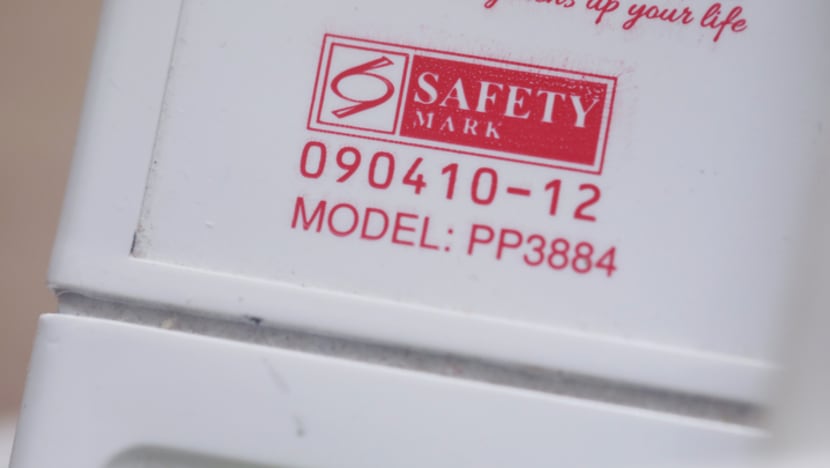 up your life
SAFETY
MARK
090410-12
MODEL: PP3884